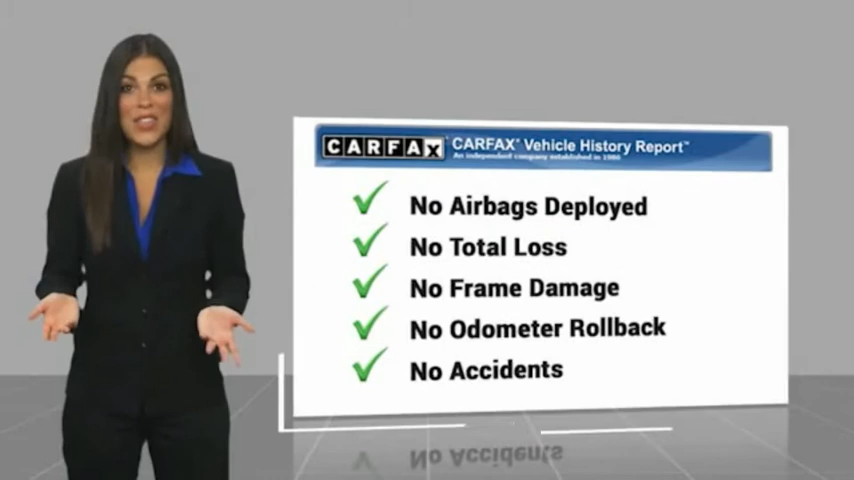 CARFAX CARFAX® Vehicle History Report™
An independent company established in 1986
No Airbags Deployed
No Total Loss
No Frame Damage
No Odometer Rollback
No Accidents
No Accidents